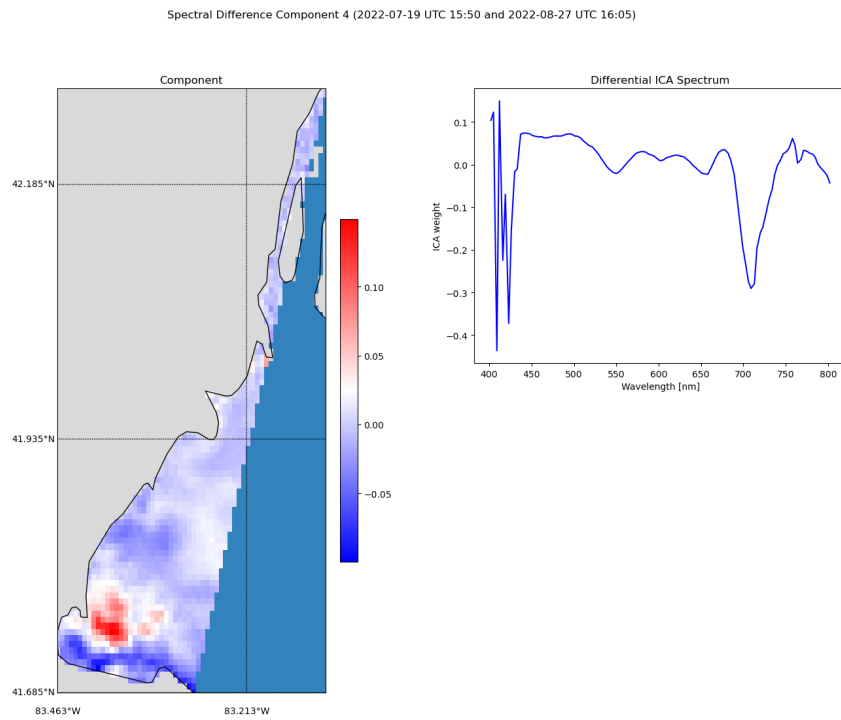 Spectral Difference Component 4 (2022-07-19 UTC 15:50 and 2022-08-27 UTC 16:05)
Component
42.185°N
41.935°N
41.685°N
83.463°W
83.213°W
0.10
0.05
0.00
−0.05
Differential ICA Spectrum
ICA weight
0.1
0.0
−0.1
−0.2
−0.3
−0.4
400
450
500
550
600
650
700
750
800
Wavelength [nm]